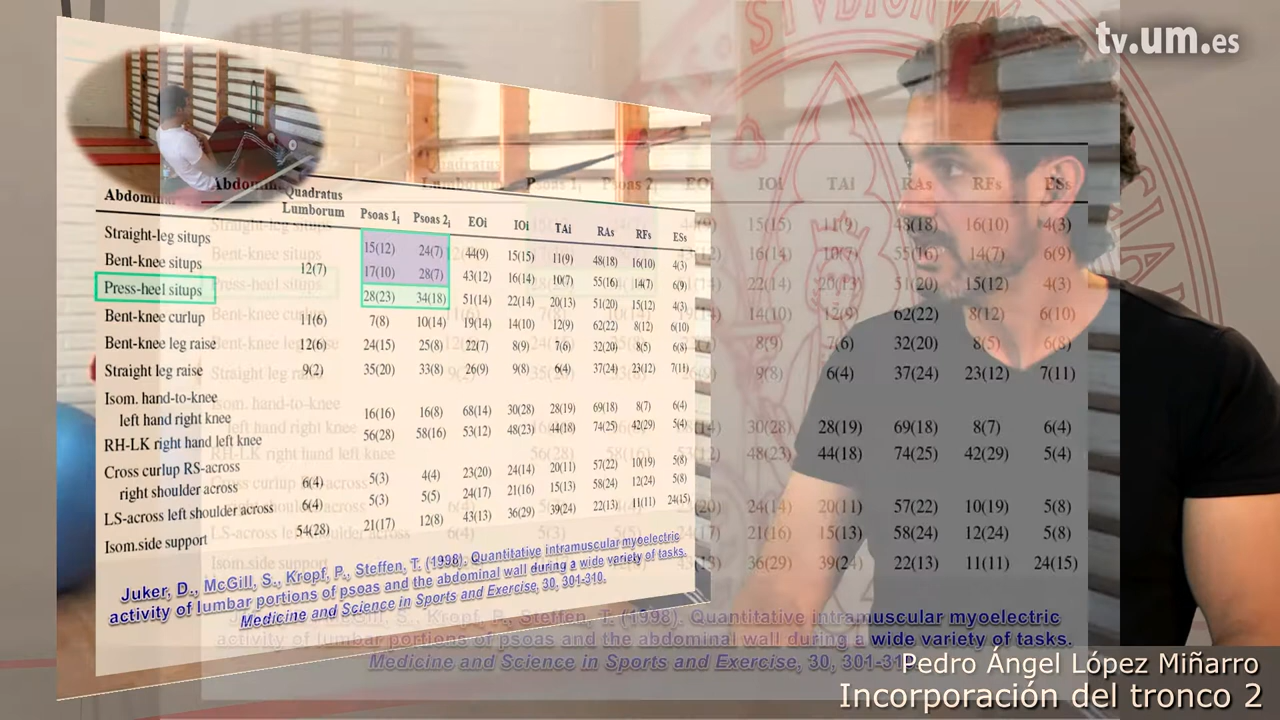 tv.um.es
STVDIORVM
Abdominal Quadratus Lumborum Psoas 1i Psoas 2i EOi IOi TAi RAs RFs ESs
Straight-leg situps 15(12) 24(7) 44(9) 15(15) 11(9) 48(18) 16(10) 4(3)
Bent-knee situps 12(7) 17(10) 28(7) 43(12) 16(14) 10(7) 55(16) 14(7) 6(9)
Press-heel situps 28(23) 34(18) 51(14) 22(14) 20(13) 51(20) 15(12) 4(3)
Bent-knee curlup 11(6) 7(8) 10(14) 19(14) 14(10) 12(9) 62(22) 8(12) 6(10)
Bent-knee leg raise 12(6) 24(15) 25(8) 22(7) 8(9) 7(6) 32(20) 8(5) 6(8)
Straight leg raise 9(2) 35(20) 33(8) 26(9) 9(8) 6(4) 37(24) 23(12) 7(11)
Isom. hand-to-knee
left hand right knee 16(16) 16(8) 68(14) 30(28) 28(19) 69(18) 8(7) 6(4)
RH-LK right hand left knee 56(28) 58(16) 53(12) 48(23) 44(18) 74(25) 42(29) 5(4)
Cross curlup RS-across
right shoulder across 6(4) 5(3) 4(4) 23(20) 24(14) 20(11) 57(22) 10(19) 5(8)
LS-across left shoulder across 6(4) 5(3) 5(5) 24(17) 21(16) 15(13) 58(24) 12(24) 5(8)
Isom.side support 54(28) 21(17) 12(8) 43(13) 36(29) 39(24) 22(13) 11(11) 24(15)
Juker, D., McGill, S., Kropf, P., Steffen, T. (1998). Quantitative intramuscular myoelectric
activity of lumbar portions of psoas and the abdominal wall during a wide variety of tasks.
Medicine and Science in Sports and Exercise, 30, 301-310.
Pedro Ángel López Miñarro
Incorporación del tronco 2